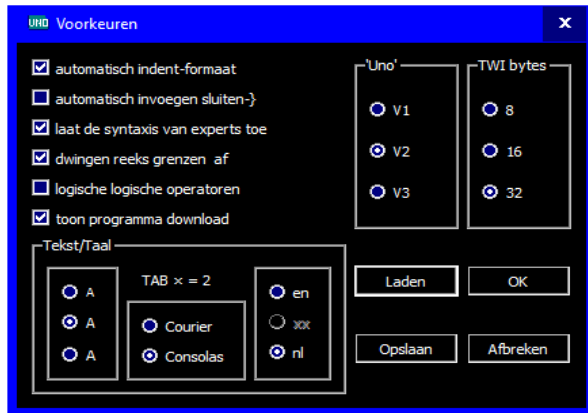 UNO Voorkeuren x
automatisch indent-formaat
automatisch invoegen sluiten-}
laat de syntaxis van experts toe
dwingen reeks grenzen af
logische logische operatoren
toon programma download
'Uno'
V1
V2
V3
TWI bytes
8
16
32
Tekst/Taal
A
A
A
TAB × = 2
Courier
Consolas
en
xx
nl
Laden
OK
Opslaan
Afbreken